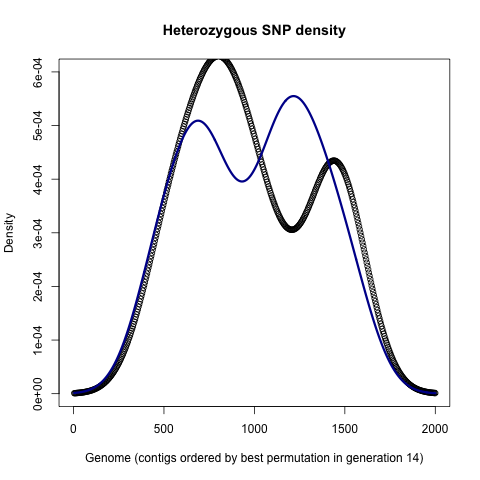 Heterozygous SNP density
6e-04
5e-04
4e-04
3e-04
2e-04
1e-04
0e+00
Density
0 500 1000 1500 2000
Genome (contigs ordered by best permutation in generation 14)